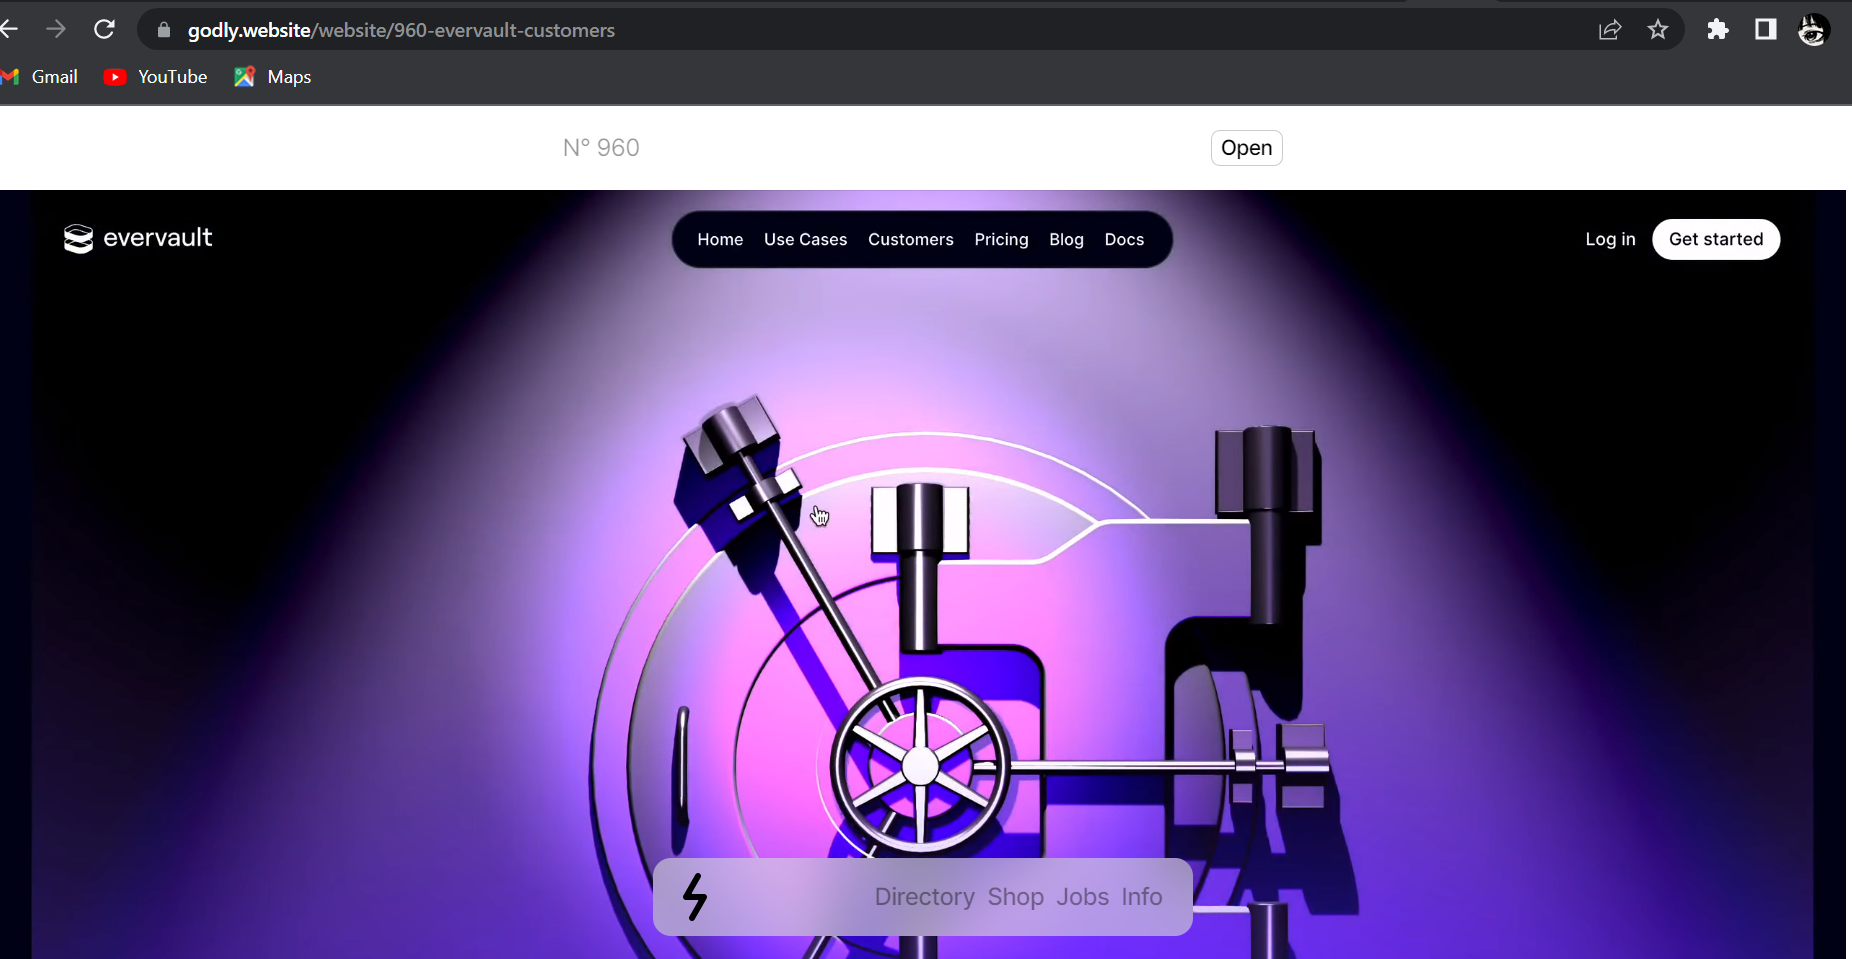 godly.website/website/960-evervault-customers
Gmail YouTube Maps
N° 960 Open
evervault Home Use Cases Customers Pricing Blog Docs Log in Get started
Directory Shop Jobs Info